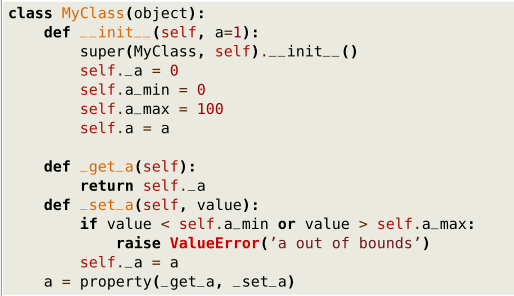 class MyClass(object):
    def __init__(self, a=1):
        super(MyClass, self).__init__()
        self._a = 0
        self.a_min = 0
        self.a_max = 100
        self.a = a

    def _get_a(self):
        return self._a
    def _set_a(self, value):
        if value < self.a_min or value > self.a_max:
            raise ValueError(’a out of bounds’)
        self._a = a
    a = property(_get_a, _set_a)